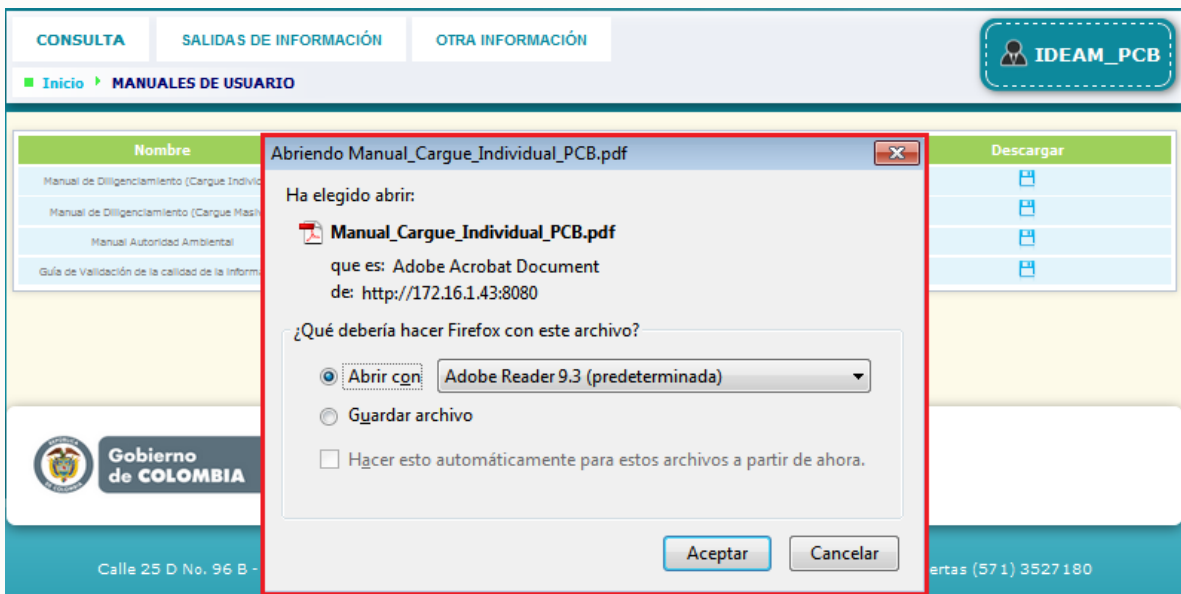 CONSULTA SALIDAS DE INFORMACIÓN OTRA INFORMACIÓN
IDEAM_PCB
Inicio MANUALES DE USUARIO
Nombre Descargar
Abriendo Manual_Cargue_Individual_PCB.pdf
Manual de Diligenciamiento (Cargue Individ
Manual de Diligenciamiento (Cargue Masiv
Manual Autoridad Ambiental
Guía de Validación de la calidad de la Inform
Ha elegido abrir:
Manual_Cargue_Individual_PCB.pdf
que es: Adobe Acrobat Document
de: http://172.16.1.43:8080
¿Qué debería hacer Firefox con este archivo?
Abrir con Adobe Reader 9.3 (predeterminada)
Guardar archivo
Hacer esto automáticamente para estos archivos a partir de ahora.
Aceptar Cancelar
Gobierno
de COLOMBIA
Calle 25 D No. 96 B - ertas (571) 3527180